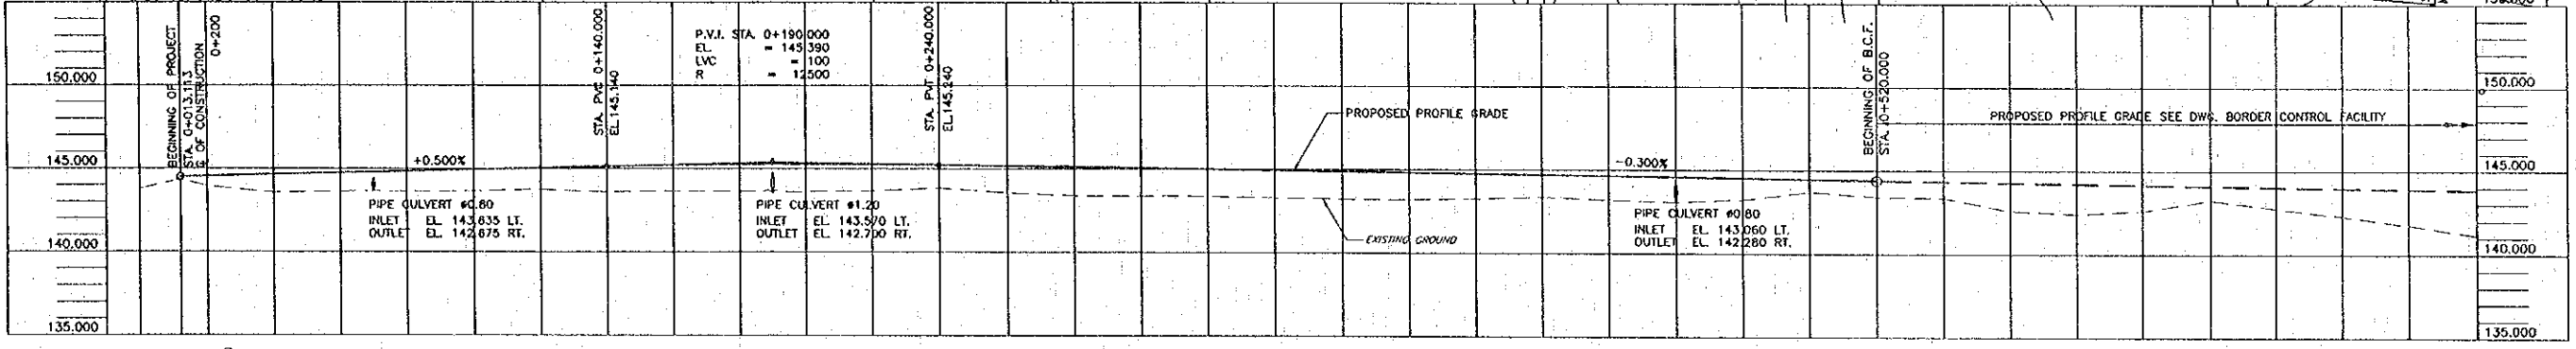 150.000
145.000
140.000
135.000
BEGINNING OF PROJECT
STA. 0+013.113
OF CONSTRUCTION
0+200
+0.500%
PIPE CULVERT ø0.80
INLET EL. 143.635 LT.
OUTLET EL. 142.675 RT.
STA. PVC 0+140.000
EL.145.140
P.V.I. STA. 0+190.000
EL. = 145.390
LVC = 100
R = 12500
PIPE CULVERT ø1.20
INLET EL. 143.570 LT.
OUTLET EL. 142.700 RT.
STA. PVT 0+240.000
EL.145.240
PROPOSED PROFILE GRADE
EXISTING GROUND
-0.300%
PIPE CULVERT ø0.80
INLET EL. 143.060 LT.
OUTLET EL. 142.280 RT.
BEGINNING OF B.C.F.
STA. 0+520.000
PROPOSED PROFILE GRADE SEE DWG. BORDER CONTROL FACILITY
150.000
145.000
140.000
135.000